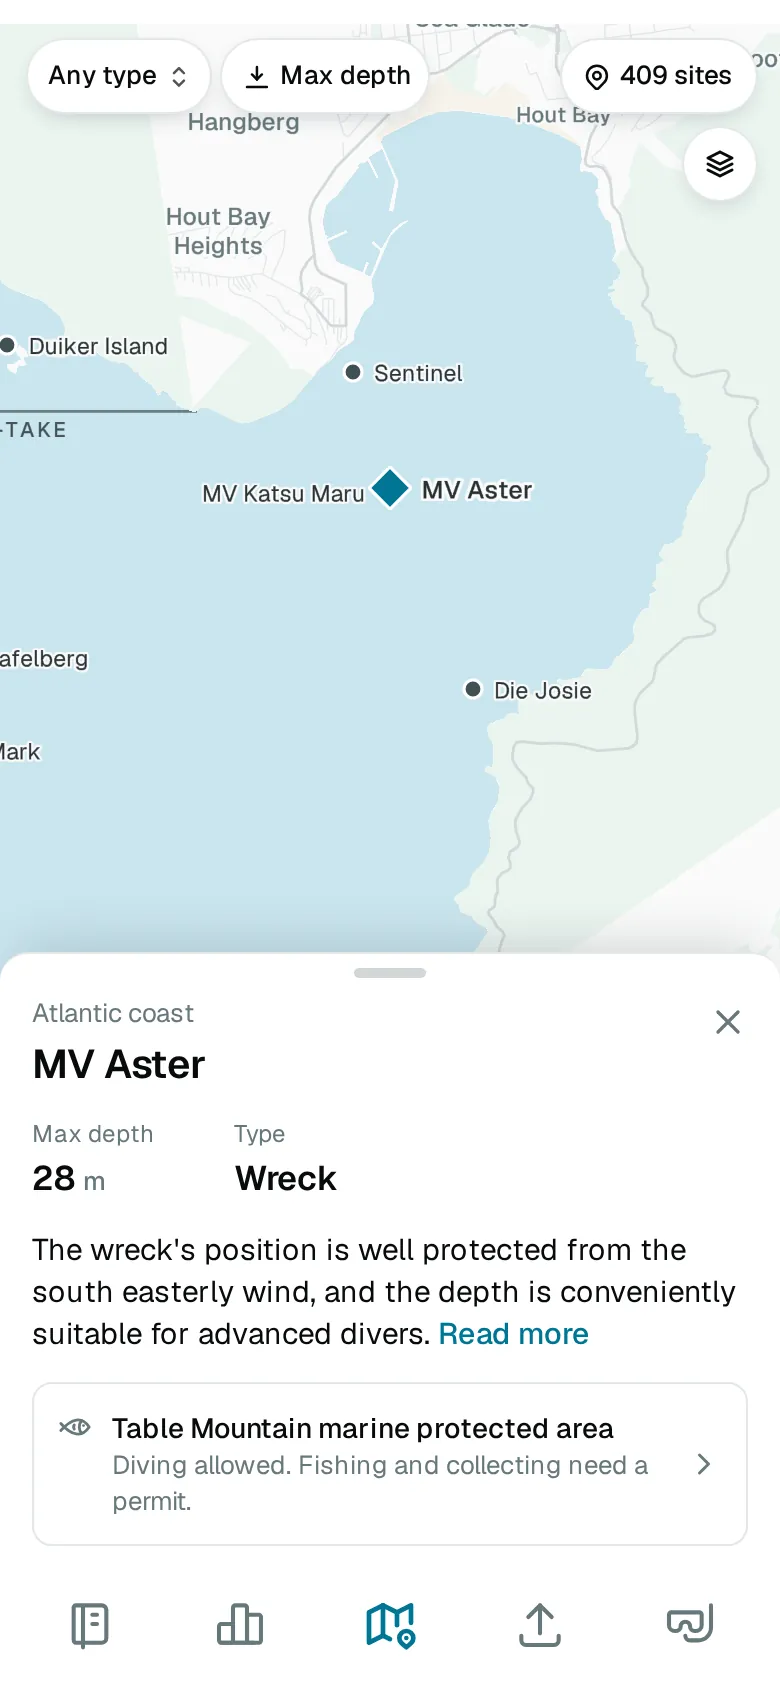 Any type
Max depth
409 sites
Hangberg
Hout Bay
Hout Bay
Heights
Duiker Island
Sentinel
-TAKE
MV Katsu Maru
MV Aster
afelberg
Die Josie
Mark
Atlantic coast
MV Aster
Max depth
Type
28 m
Wreck
The wreck's position is well protected from the
south easterly wind, and the depth is conveniently
suitable for advanced divers. Read more
Table Mountain marine protected area
Diving allowed. Fishing and collecting need a
permit.